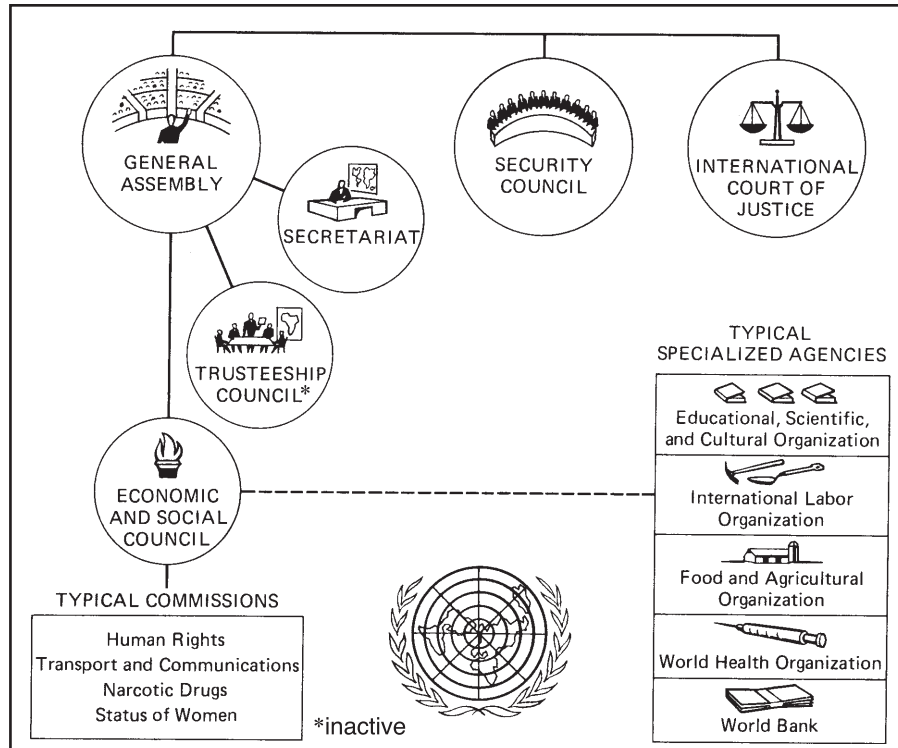 GENERAL
ASSEMBLY
SECURITY
COUNCIL
INTERNATIONAL
COURT OF
JUSTICE
SECRETARIAT
TRUSTEESHIP
COUNCIL*
ECONOMIC
AND SOCIAL
COUNCIL
TYPICAL COMMISSIONS
Human Rights
Transport and Communications
Narcotic Drugs
Status of Women
*inactive
TYPICAL
SPECIALIZED AGENCIES
Educational, Scientific,
and Cultural Organization
International Labor
Organization
Food and Agricultural
Organization
World Health Organization
World Bank